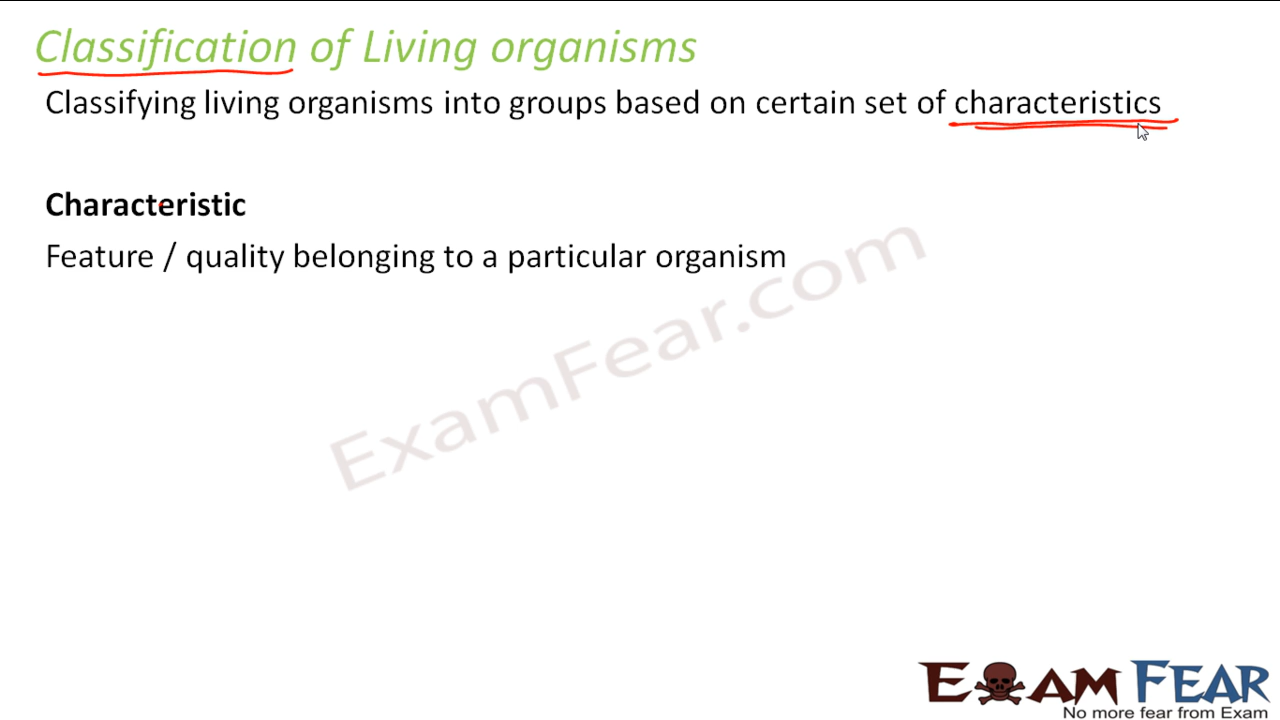 Classification of Living organisms
Classifying living organisms into groups based on certain set of characteristics
Characteristic
Feature / quality belonging to a particular organism
ExamFear.com
EXAM FEAR
No more fear from Exam